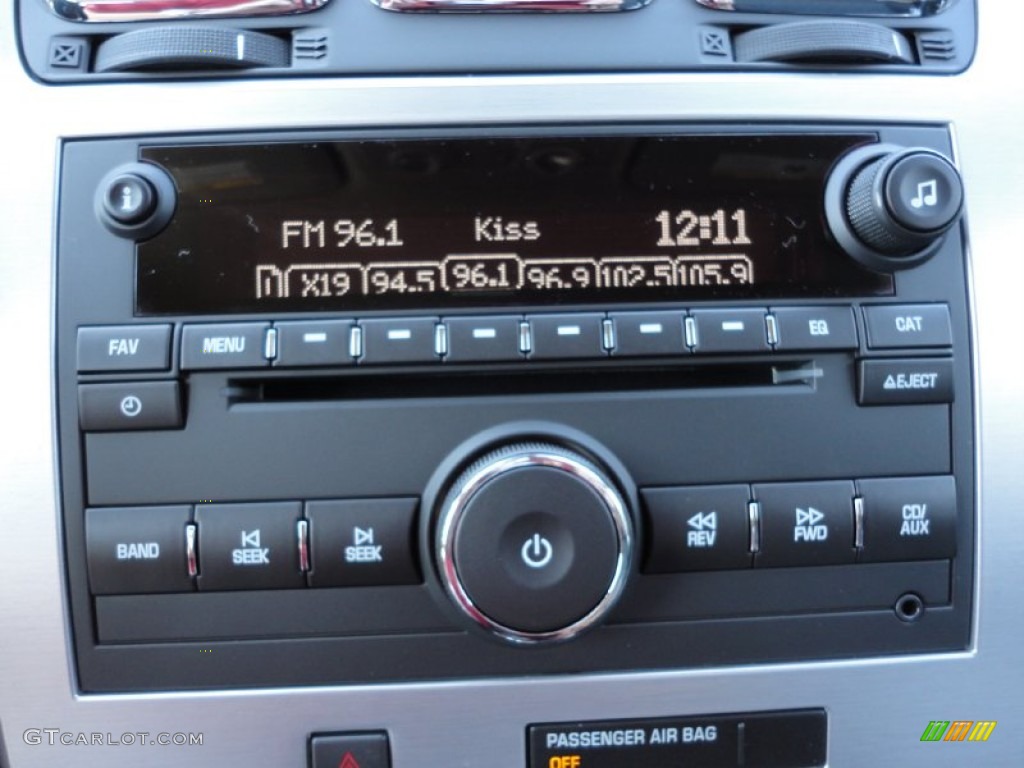 FM 96.1 Kiss 12:11
1 X19 94.5 96.1 96.9 102.5 105.9
FAV MENU EQ CAT
EJECT
BAND SEEK SEEK REV FWD CD/
AUX
PASSENGER AIR BAG
OFF
GTCARLOT.COM